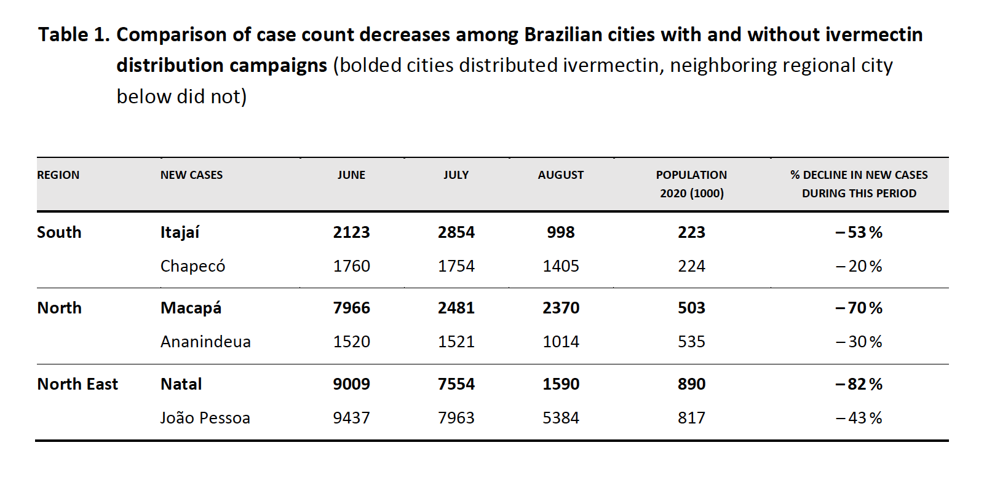 Table 1. Comparison of case count decreases among Brazilian cities with and without ivermectin
distribution campaigns (bolded cities distributed ivermectin, neighboring regional city
below did not)
REGION NEW CASES JUNE JULY AUGUST POPULATION 2020 (1000) % DECLINE IN NEW CASES DURING THIS PERIOD
South Itajaí 2123 2854 998 223 –53%
Chapecó 1760 1754 1405 224 –20%
North Macapá 7966 2481 2370 503 –70%
Ananindeua 1520 1521 1014 535 –30%
North East Natal 9009 7554 1590 890 –82%
João Pessoa 9437 7963 5384 817 –43%